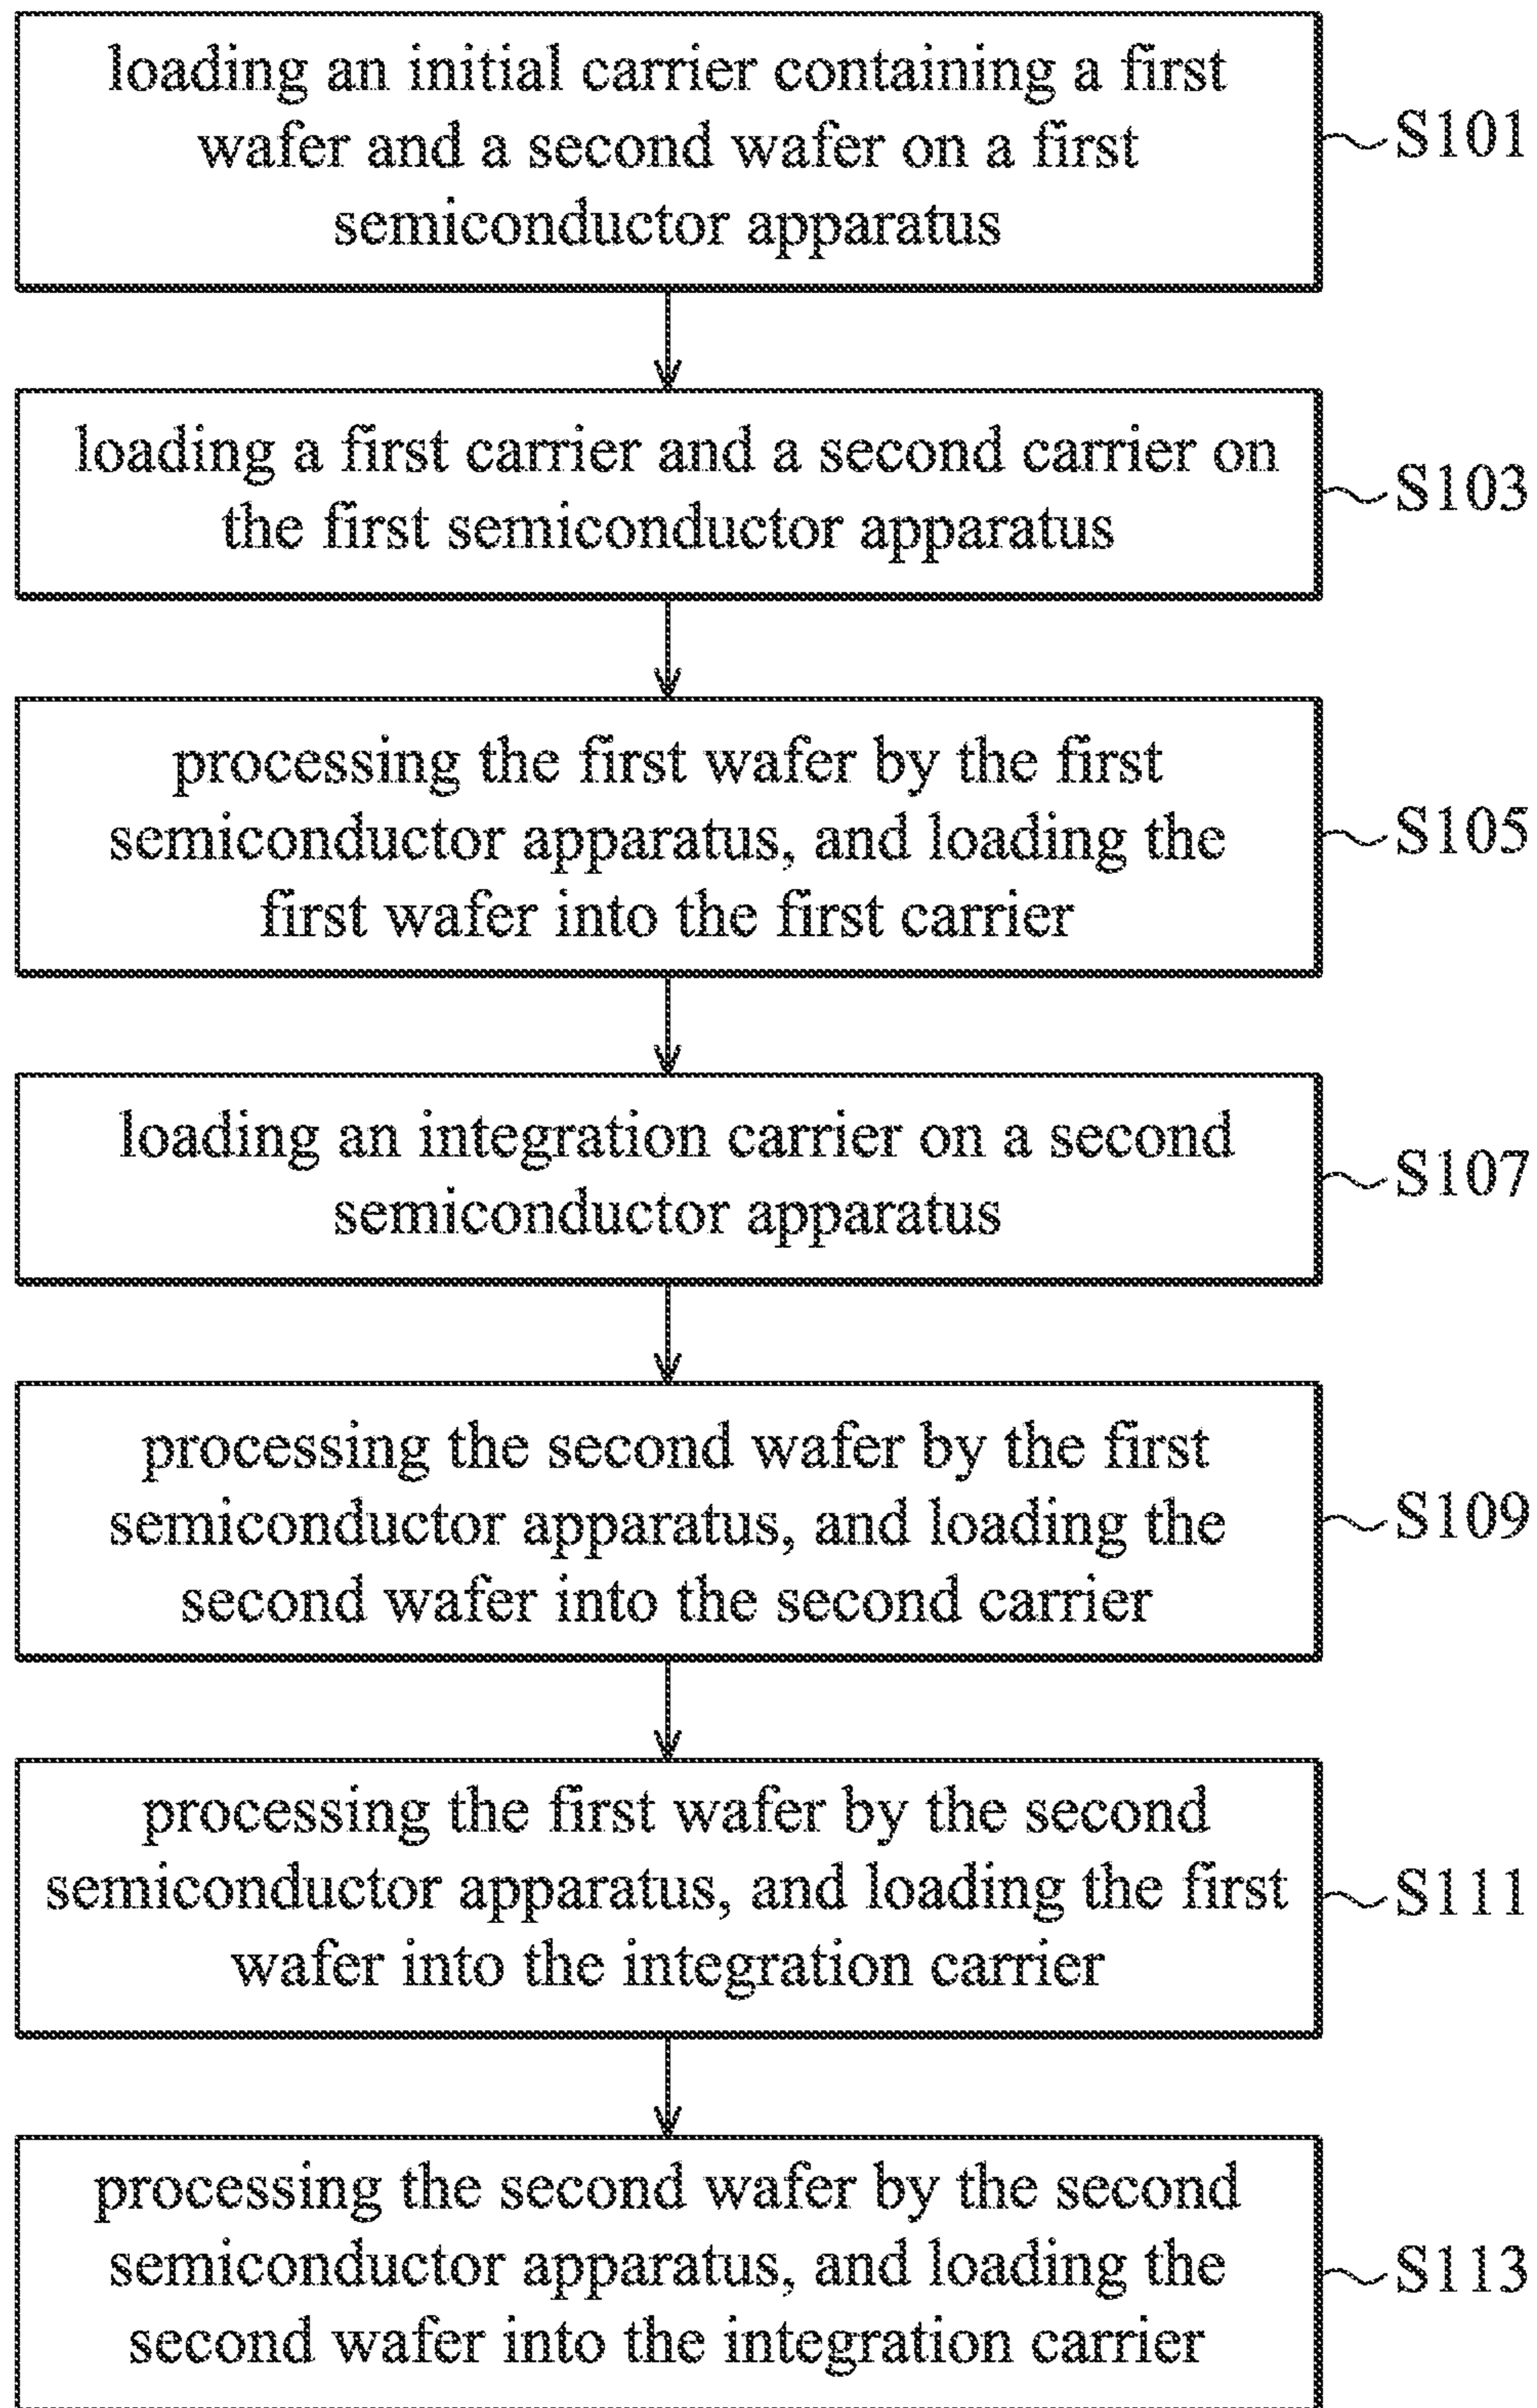 loading an initial carrier containing a first
wafer and a second wafer on a first
semiconductor apparatus
S101
loading a first carrier and a second carrier on
the first semiconductor apparatus
S103
processing the first wafer by the first
semiconductor apparatus, and loading the
first wafer into the first carrier
S105
loading an integration carrier on a second
semiconductor apparatus
S107
processing the second wafer by the first
semiconductor apparatus, and loading the
second wafer into the second carrier
S109
processing the first wafer by the second
semiconductor apparatus, and loading the first
wafer into the integration carrier
S111
processing the second wafer by the second
semiconductor apparatus, and loading the
second wafer into the integration carrier
S113